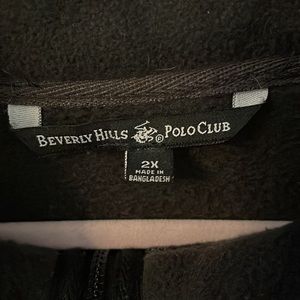 BEVERLY HILLS © POLO CLUB
2X
MADE IN
BANGLADESH